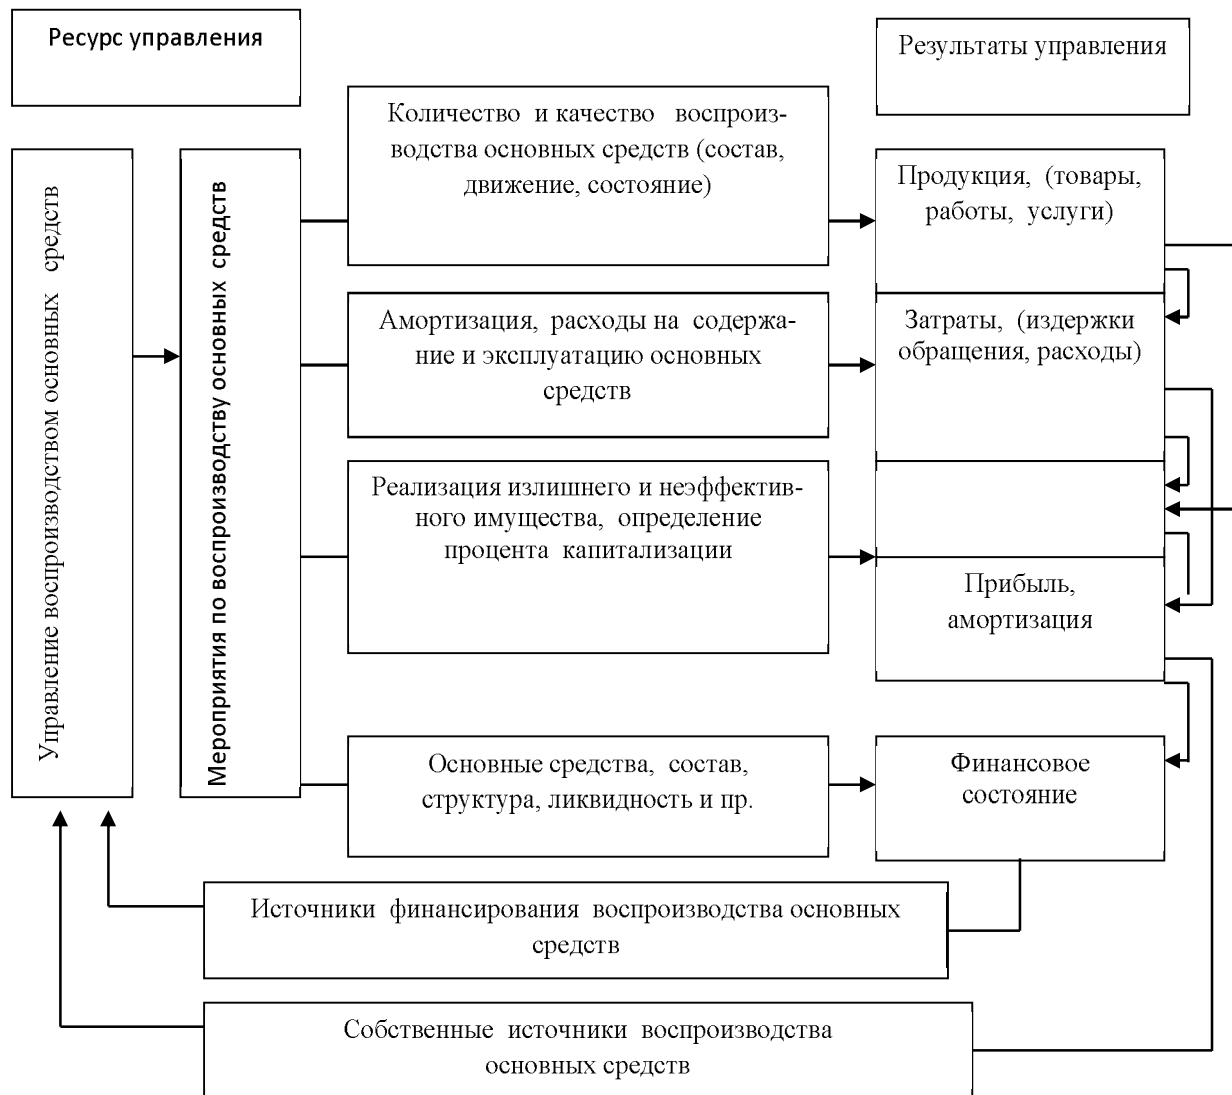 Ресурс управления
Результаты управления
Управление воспроизводством основных средств
Мероприятия по воспроизводству основных средств
Количество и качество воспроиз-
водства основных средств (состав,
движение, состояние)
Продукция, (товары,
работы, услуги)
Амортизация, расходы на содержа-
ние и эксплуатацию основных
средств
Затраты, (издержки
обращения, расходы)
Реализация излишнего и неэффектив-
ного имущества, определение
процента капитализации
Прибыль,
амортизация
Основные средства, состав,
структура, ликвидность и пр.
Финансовое
состояние
Источники финансирования воспроизводства основных
средств
Собственные источники воспроизводства
основных средств